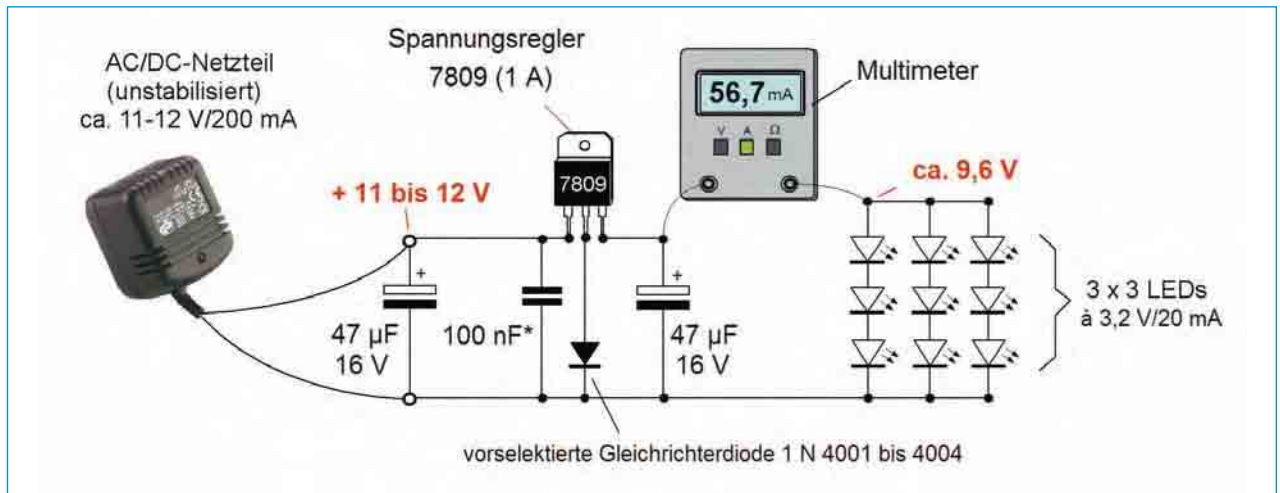 AC/DC-Netzteil
(unstabilisiert)
ca. 11-12 V/200 mA
Spannungsregler
7809 (1 A)
56,7 mA
V A Ω
Multimeter
7809
+ 11 bis 12 V
ca. 9,6 V
+
47 µF
16 V
100 nF*
+
47 µF
16 V
3 x 3 LEDs
à 3,2 V/20 mA
vorselektierte Gleichrichterdiode 1 N 4001 bis 4004